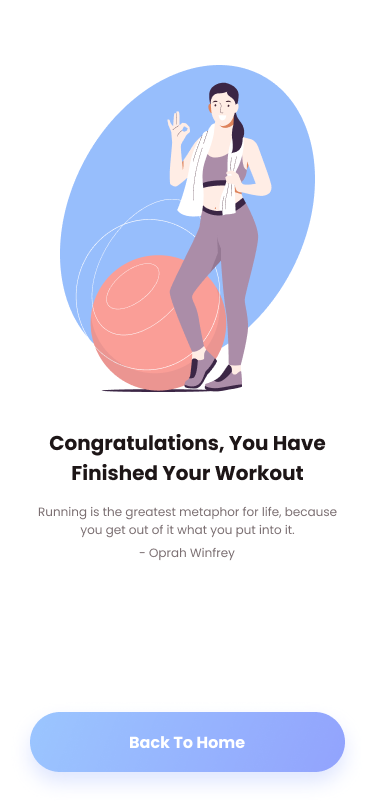 Congratulations, You Have
Finished Your Workout
Running is the greatest metaphor for life, because
you get out of it what you put into it.
- Oprah Winfrey
Back To Home